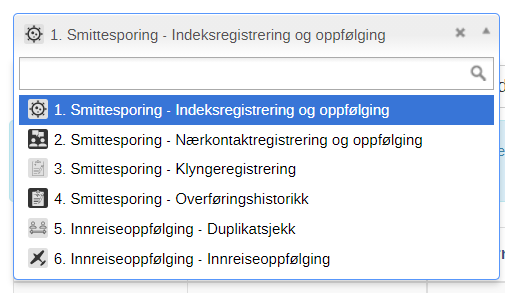 1. Smittesporing - Indeksregistrering og oppfølging
1. Smittesporing - Indeksregistrering og oppfølging
2. Smittesporing - Nærkontaktregistrering og oppfølging
3. Smittesporing - Klyngeregistrering
4. Smittesporing - Overføringshistorikk
5. Innreiseoppfølging - Duplikatsjekk
6. Innreiseoppfølging - Innreiseoppfølging